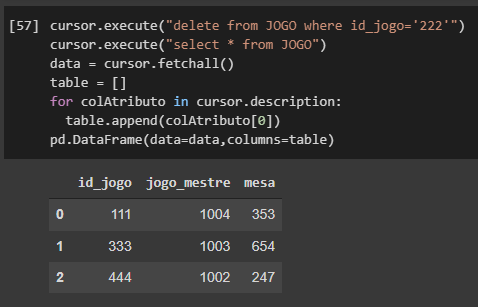 [57] cursor.execute("delete from JOGO where id_jogo='222'")
cursor.execute("select * from JOGO")
data = cursor.fetchall()
table = []
for colAtributo in cursor.description:
  table.append(colAtributo[0])
pd.DataFrame(data=data,columns=table)
id_jogo jogo_mestre mesa
0 111 1004 353
1 333 1003 654
2 444 1002 247